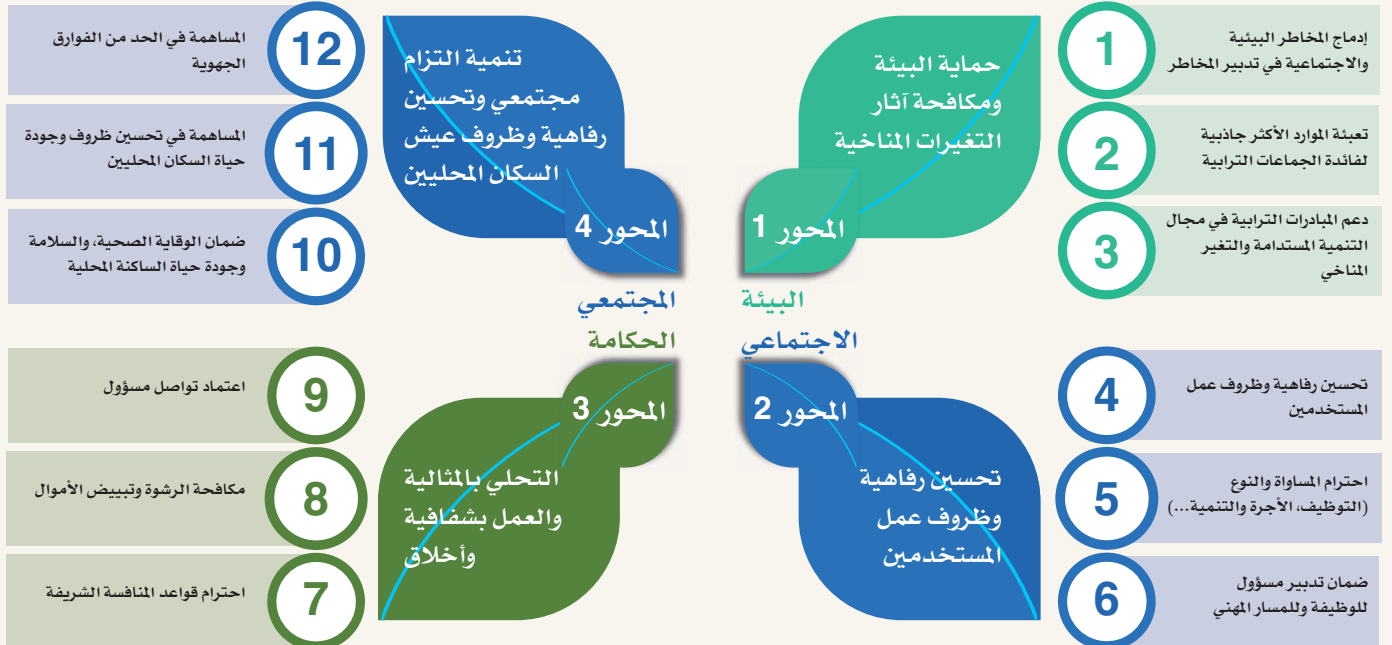 1
إدماج المخاطر البيئية
والاجتماعية في تدبير المخاطر
2
تعبئة الموارد الأكثر جاذبية
لفائدة الجماعات الترابية
3
دعم المبادرات الترابية في مجال
التنمية المستدامة والتغير
المناخي
حماية البيئة
ومكافحة آثار
التغيرات المناخية
المحور 1
البيئة
الاجتماعي
المحور 2
تحسين رفاهية
وظروف عمل
المستخدمين
4
تحسين رفاهية وظروف عمل
المستخدمين
5
احترام المساواة والنوع
(التوظيف، الأجرة والتنمية...)
6
ضمان تدبير مسؤول
للوظيفة وللمسار المهني
تنمية التزام
مجتمعي وتحسين
رفاهية وظروف عيش
السكان المحليين
المحور 4
المجتمعي
الحكامة
المحور 3
التحلي بالمثالية
والعمل بشفافية
وأخلاق
12
المساهمة في الحد من الفوارق
الجهوية
11
المساهمة في تحسين ظروف وجودة
حياة السكان المحليين
10
ضمان الوقاية الصحية، والسلامة
وجودة حياة الساكنة المحلية
9
اعتماد تواصل مسؤول
8
مكافحة الرشوة وتبييض الأموال
7
احترام قواعد المنافسة الشريفة